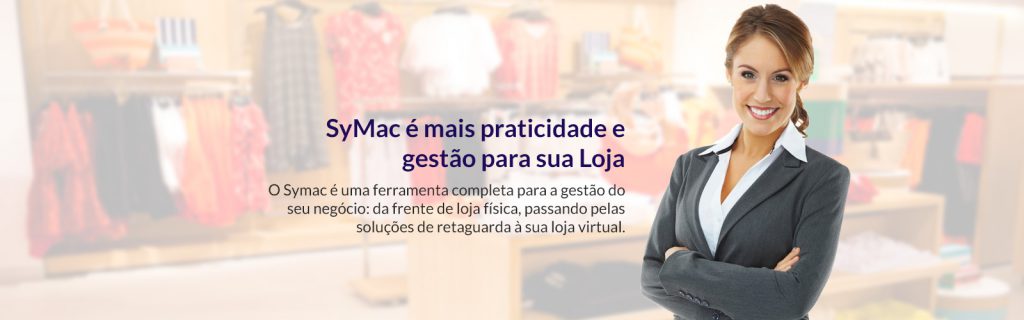 SyMac é mais praticidade e
gestão para sua Loja
O Symac é uma ferramenta completa para a gestão do
seu negócio: da frente de loja física, passando pelas
soluções de retaguarda à sua loja virtual.